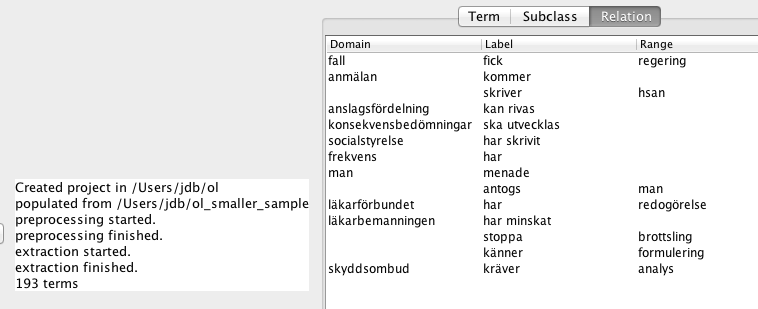 Term Subclass Relation
Domain Label Range
fall fick regering
anmälan kommer
skriver hsan
anslagsfördelning kan rivas
konsekvensbedömningar ska utvecklas
socialstyrelse har skrivit
frekvens har
man menade
antogs man
läkarförbundet har redogörelse
läkarbemanningen har minskat
stoppa brottsling
känner formulering
skyddsombud kräver analys
Created project in /Users/jdb/ol
populated from /Users/jdb/ol_smaller_sample
preprocessing started.
preprocessing finished.
extraction started.
extraction finished.
193 terms